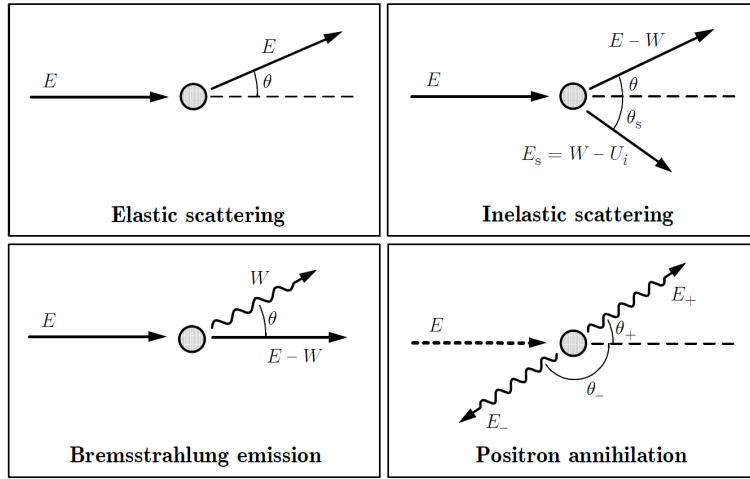 E
E
θ
Elastic scattering
E
E − W
θ
θₛ
Eₛ = W − Uᵢ
Inelastic scattering
E
W
θ
E − W
Bremsstrahlung emission
E
E₊
θ₊
θ₋
E₋
Positron annihilation